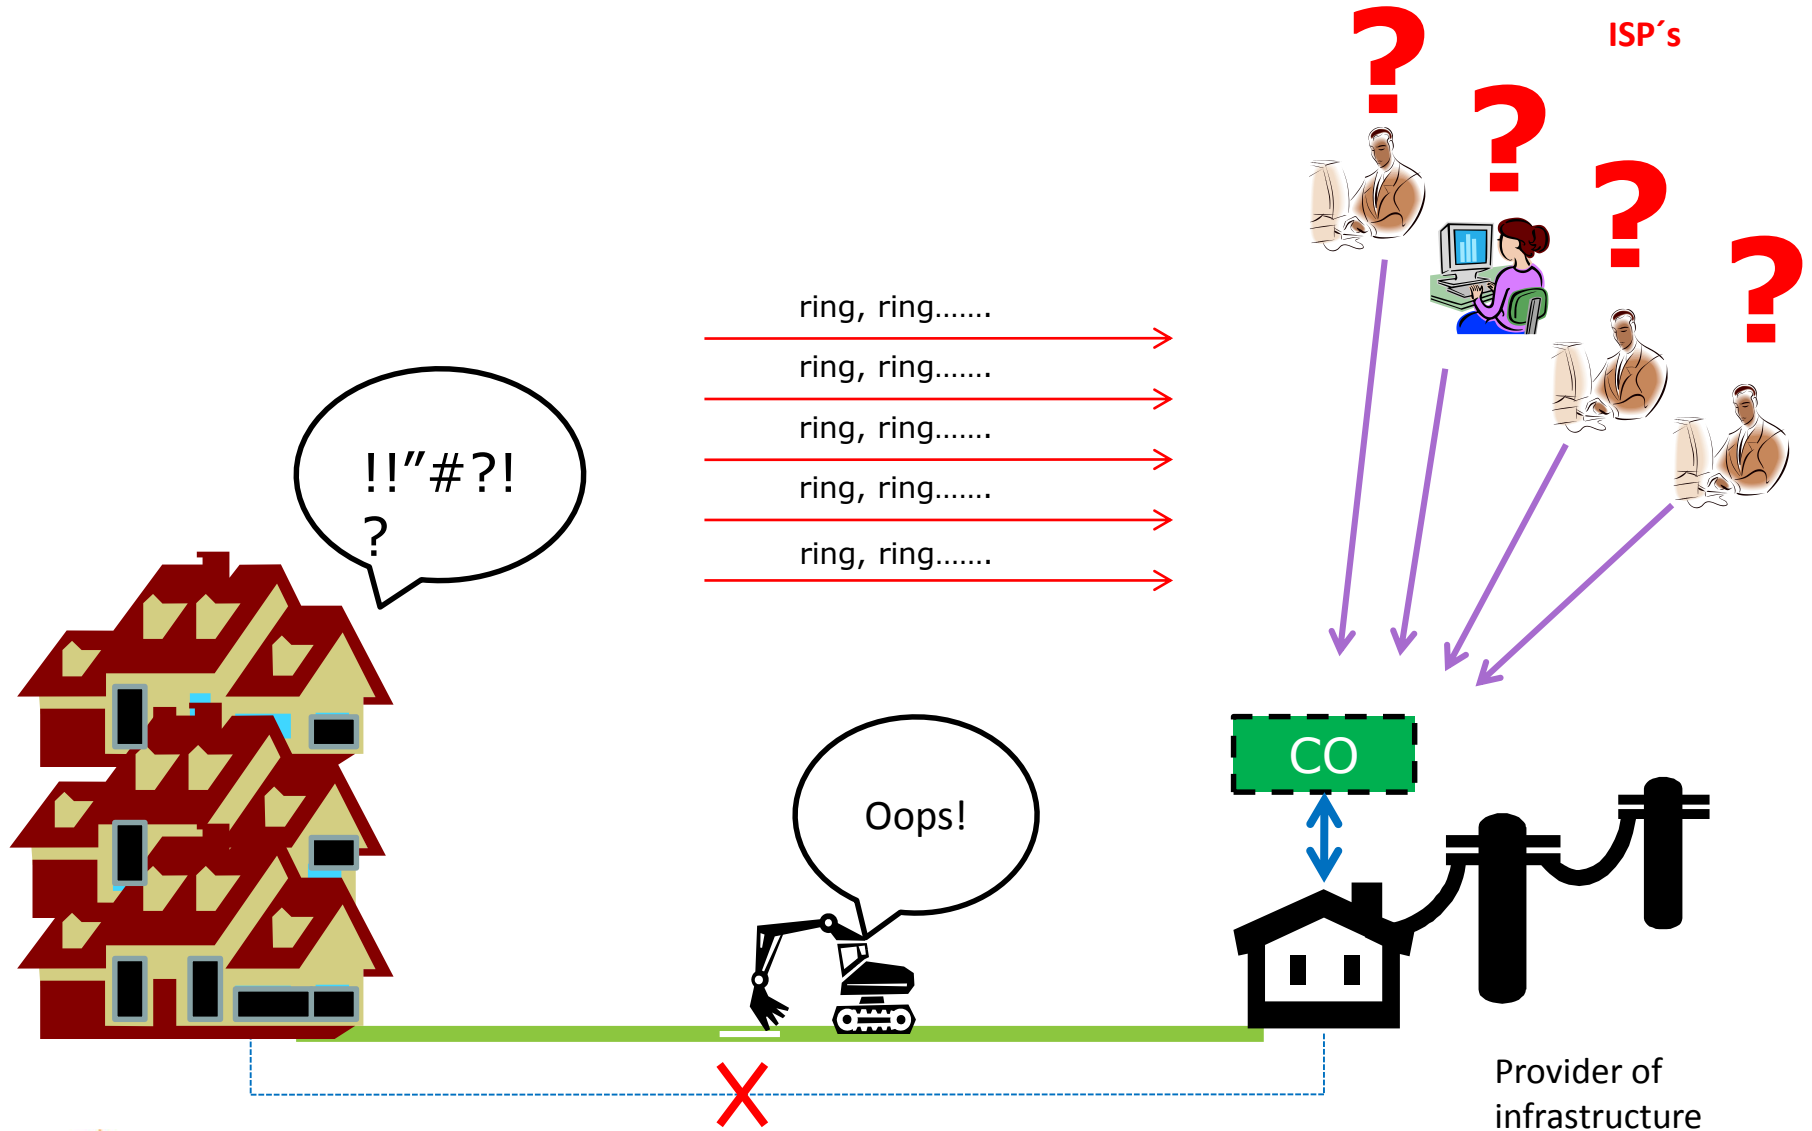 ?
ISP´s
?
?
?
ring, ring…….
ring, ring…….
ring, ring…….
ring, ring…….
ring, ring…….
!!”#?!
?
CO
Oops!
Provider of
infrastructure